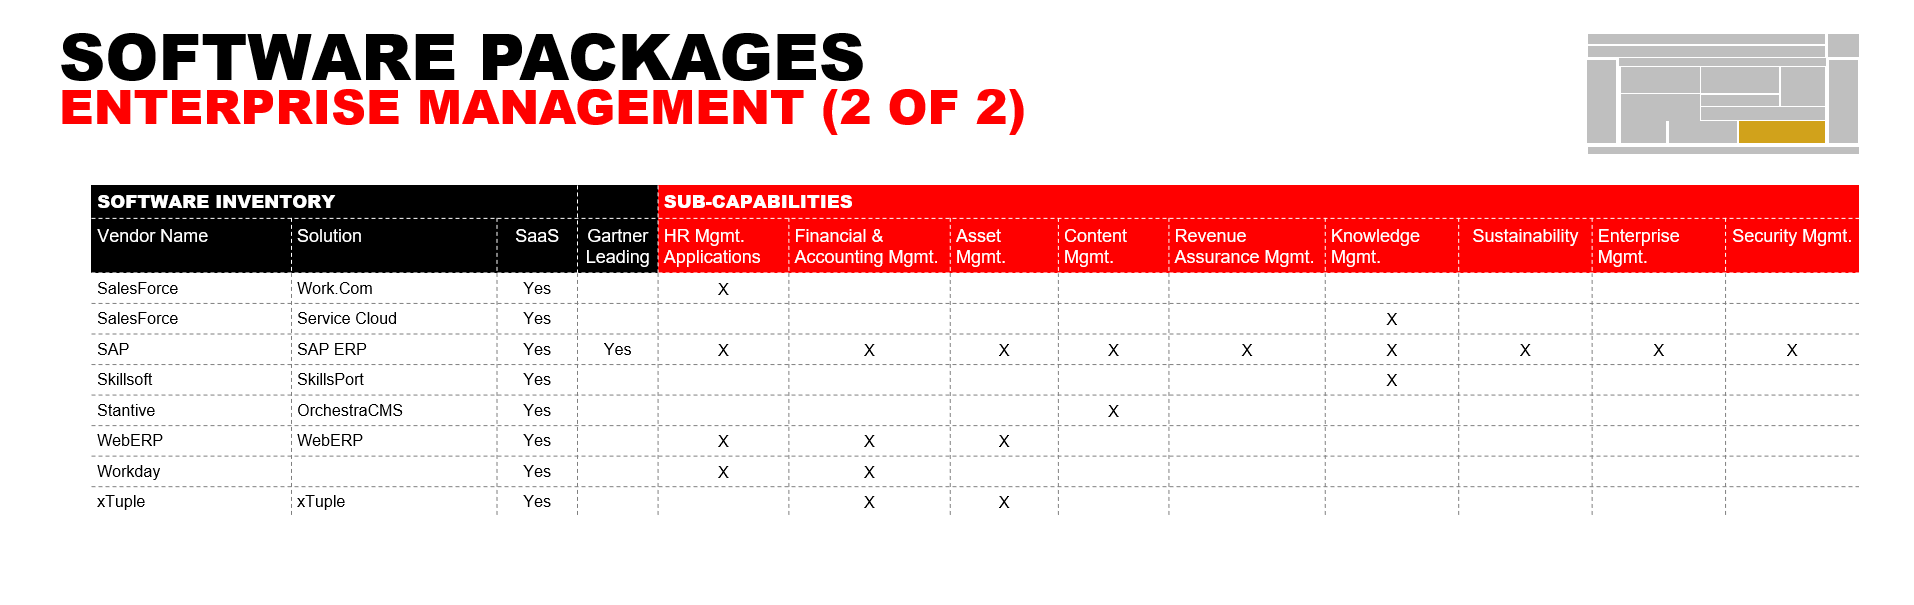 SOFTWARE PACKAGES
ENTERPRISE MANAGEMENT (2 OF 2)
SOFTWARE INVENTORY SUB-CAPABILITIES
Vendor Name Solution SaaS Gartner HR Mgmt. Financial & Asset Content Revenue Knowledge Sustainability Enterprise Security Mgmt.
Leading Applications Accounting Mgmt. Mgmt. Mgmt. Assurance Mgmt. Mgmt. Mgmt.
SalesForce Work.Com Yes X
SalesForce Service Cloud Yes X
SAP SAP ERP Yes Yes X X X X X X X X X
Skillsoft SkillsPort Yes X
Stantive OrchestraCMS Yes X
WebERP WebERP Yes X X X
Workday Yes X X
xTuple xTuple Yes X X